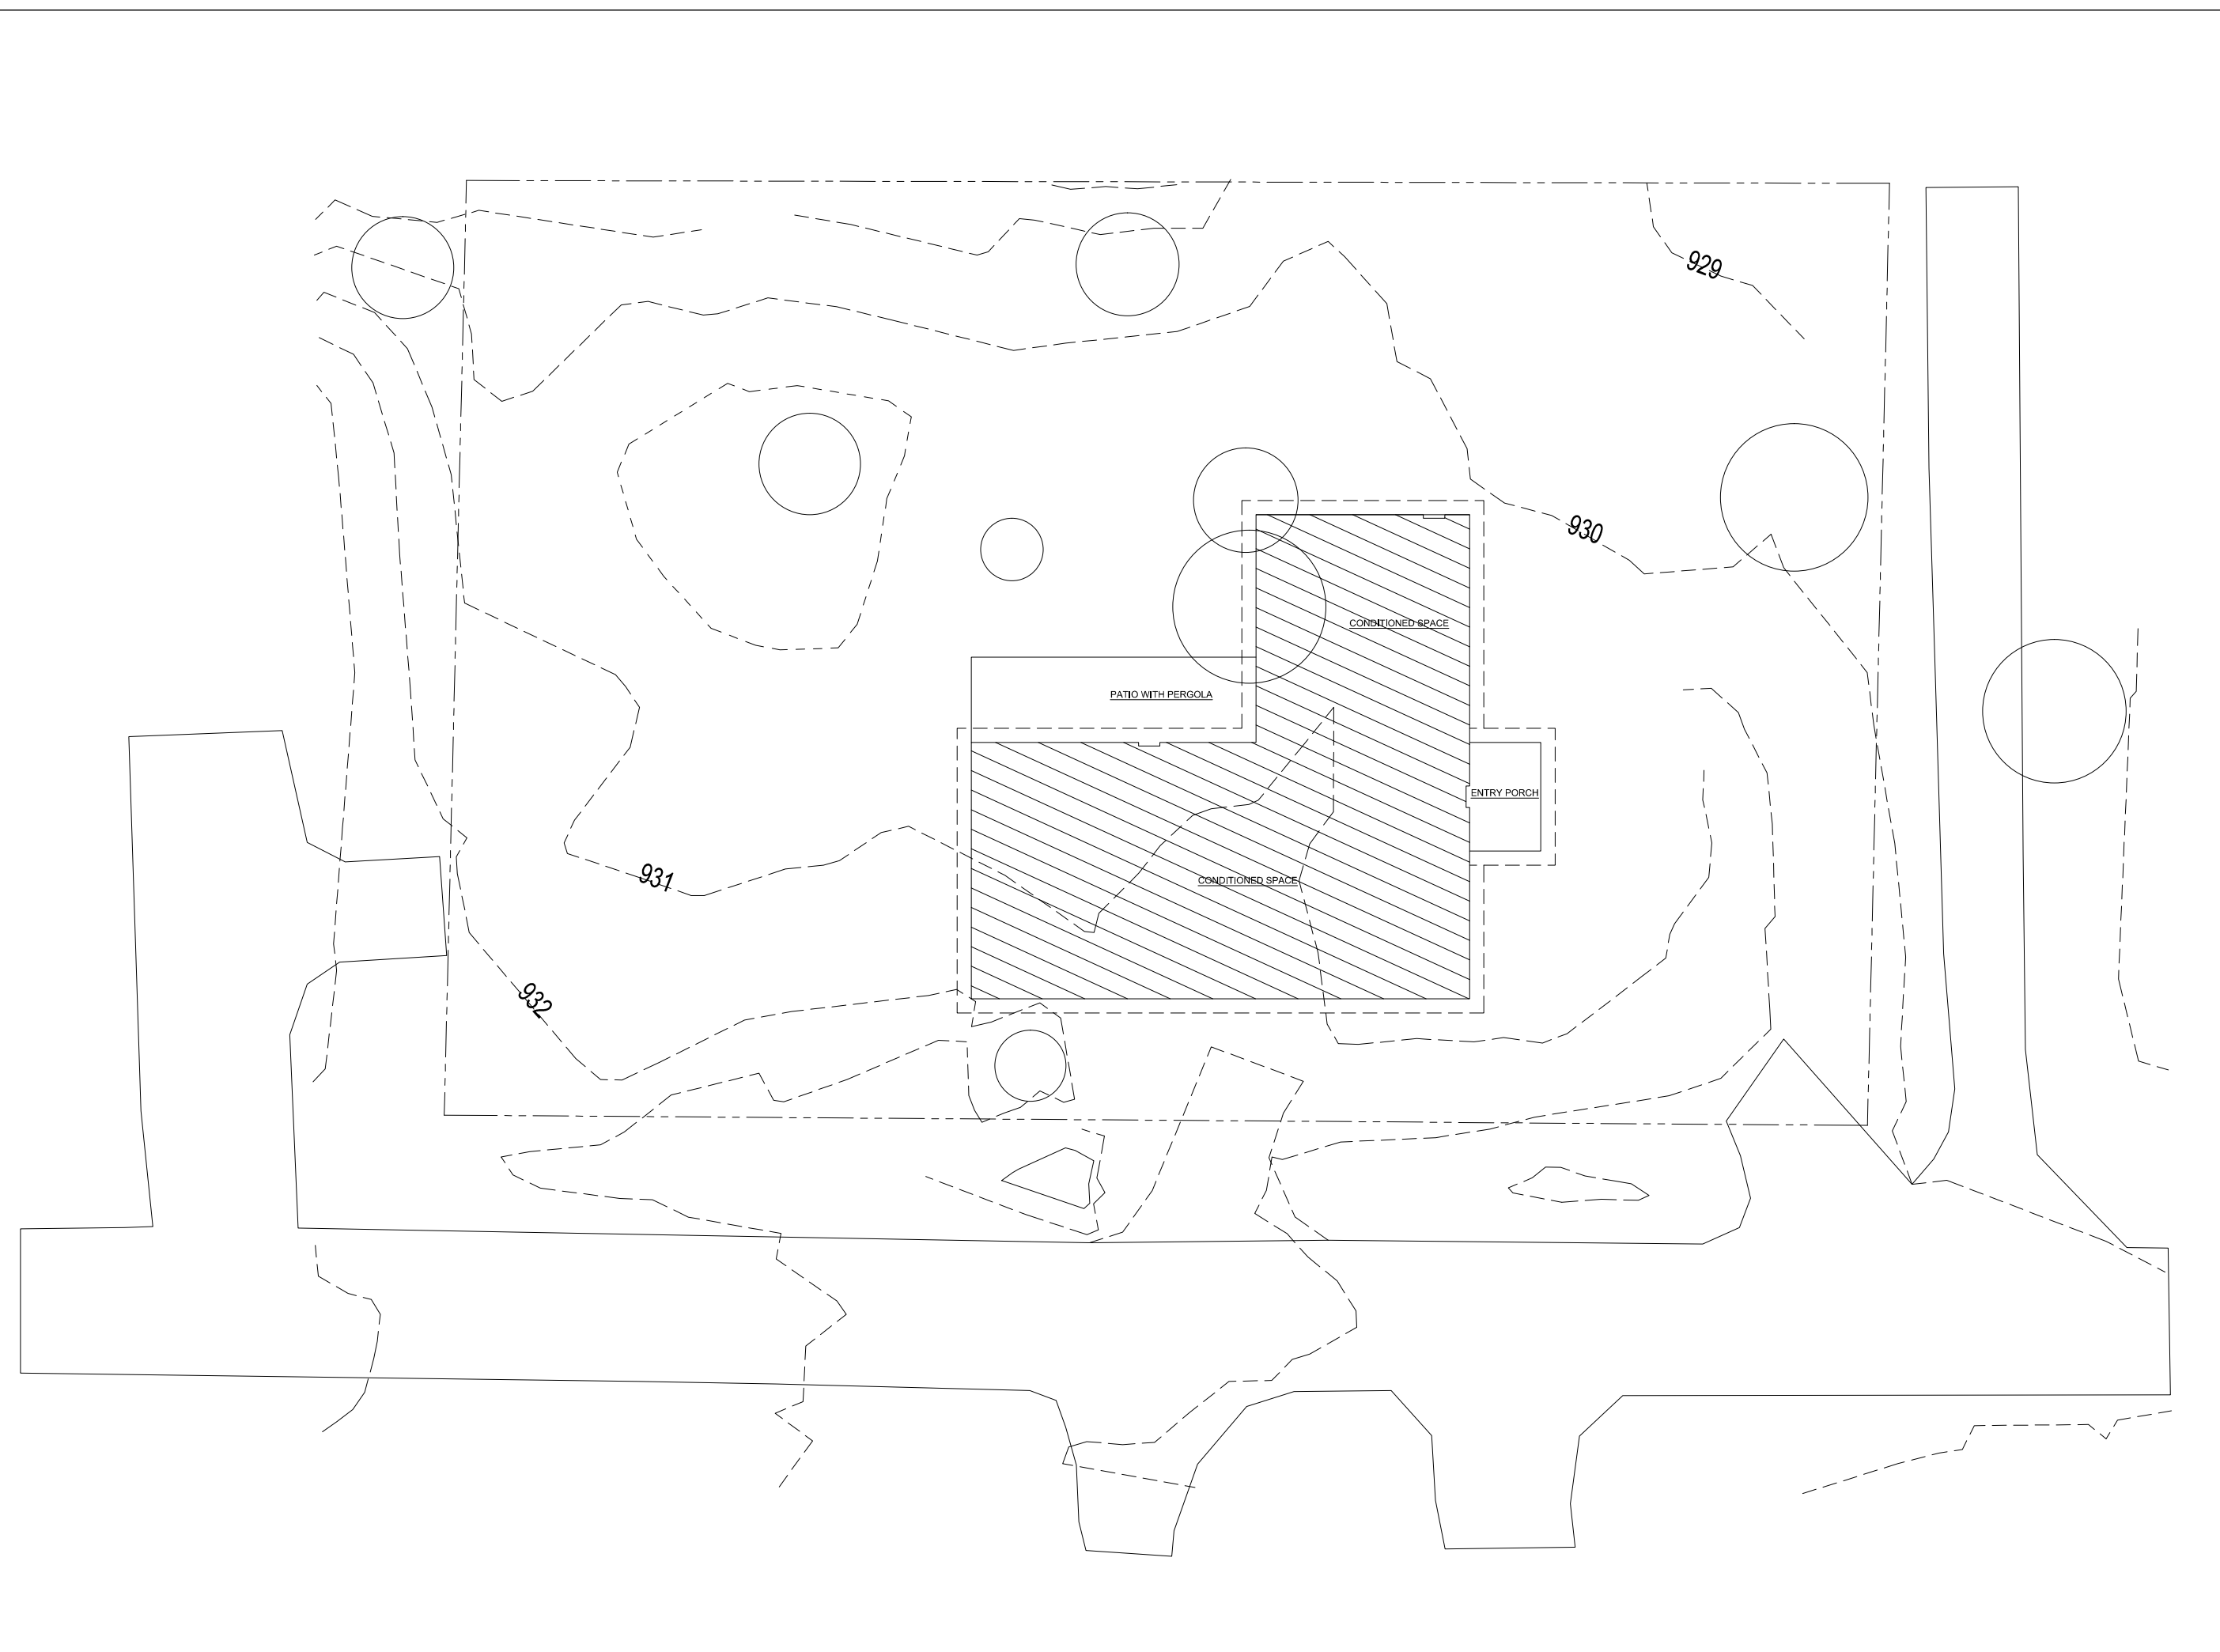 929
930
CONDITIONED SPACE
PATIO WITH PERGOLA
ENTRY PORCH
931
CONDITIONED SPACE
932